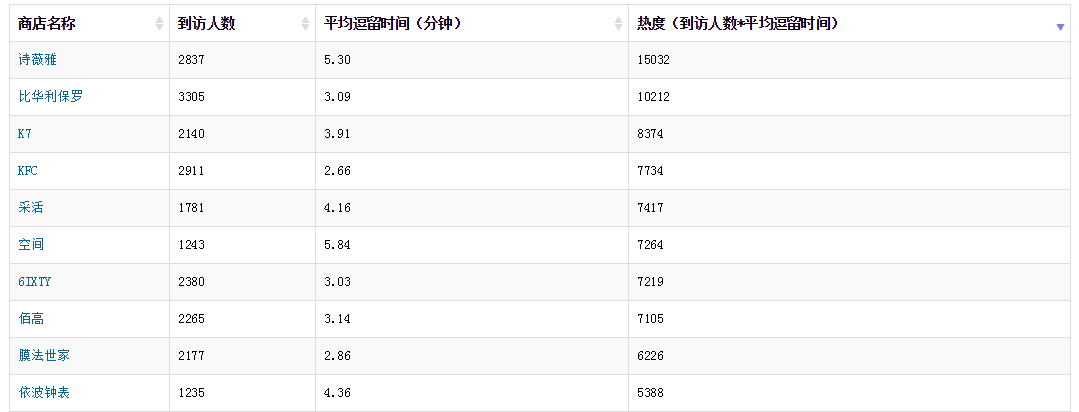 商店名称 到访人数 平均逗留时间（分钟） 热度（到访人数*平均逗留时间）
诗薇雅 2837 5.30 15032
比华利保罗 3305 3.09 10212
K7 2140 3.91 8374
KFC 2911 2.66 7734
采活 1781 4.16 7417
空间 1243 5.84 7264
6IXTY 2380 3.03 7219
佰高 2265 3.14 7105
膜法世家 2177 2.86 6226
依波钟表 1235 4.36 5388